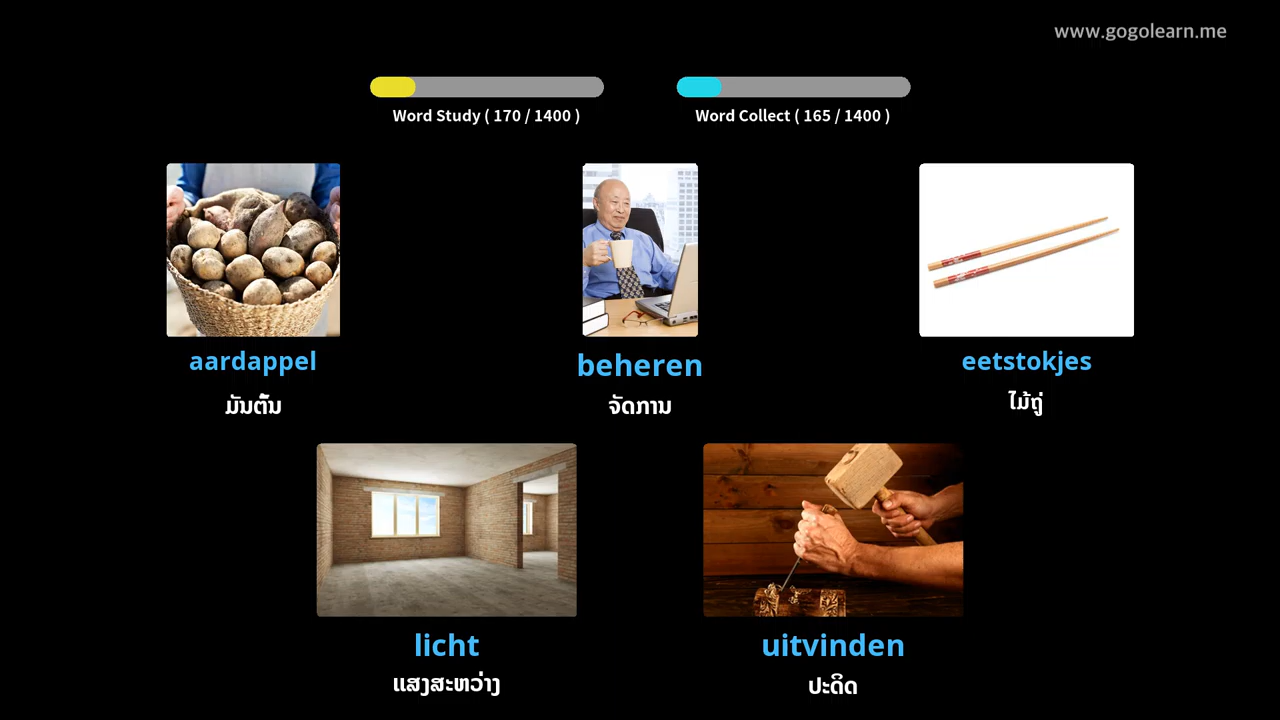 www.gogolearn.me
Word Study ( 170 / 1400 )
Word Collect ( 165 / 1400 )
aardappel
ມັນຕົ້ນ
beheren
ຈັດການ
eetstokjes
ໄມ້ຖູ່
licht
ແສງສະຫວ່າງ
uitvinden
ປະດິດ